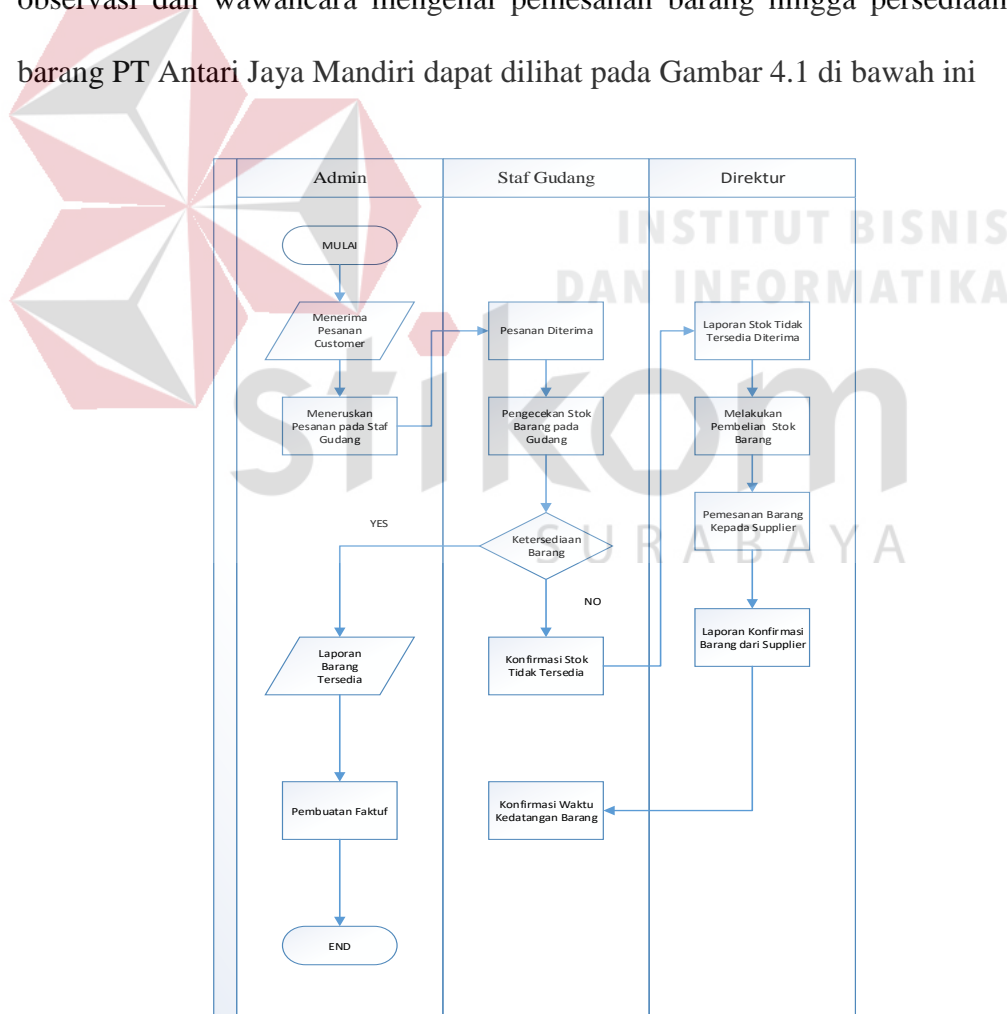 observasi dan wawancara mengenai pemesanan barang hingga persediaan
barang PT Antari Jaya Mandiri dapat dilihat pada Gambar 4.1 di bawah ini
Admin
Staf Gudang
Direktur
INSTITUT BISNIS
DAN INFORMATIKA
stikom
SURABAYA
MULAI
Menerima
Pesanan
Customer
Meneruskan
Pesanan pada Staf
Gudang
Pesanan Diterima
Pengecekan Stok
Barang pada
Gudang
Ketersediaan
Barang
YES
NO
Laporan
Barang
Tersedia
Pembuatan Faktuf
END
Konfirmasi Stok
Tidak Tersedia
Laporan Stok Tidak
Tersedia Diterima
Melakukan
Pembelian Stok
Barang
Pemesanan Barang
Kepada Supplier
Laporan Konfirmasi
Barang dari Supplier
Konfirmasi Waktu
Kedatangan Barang